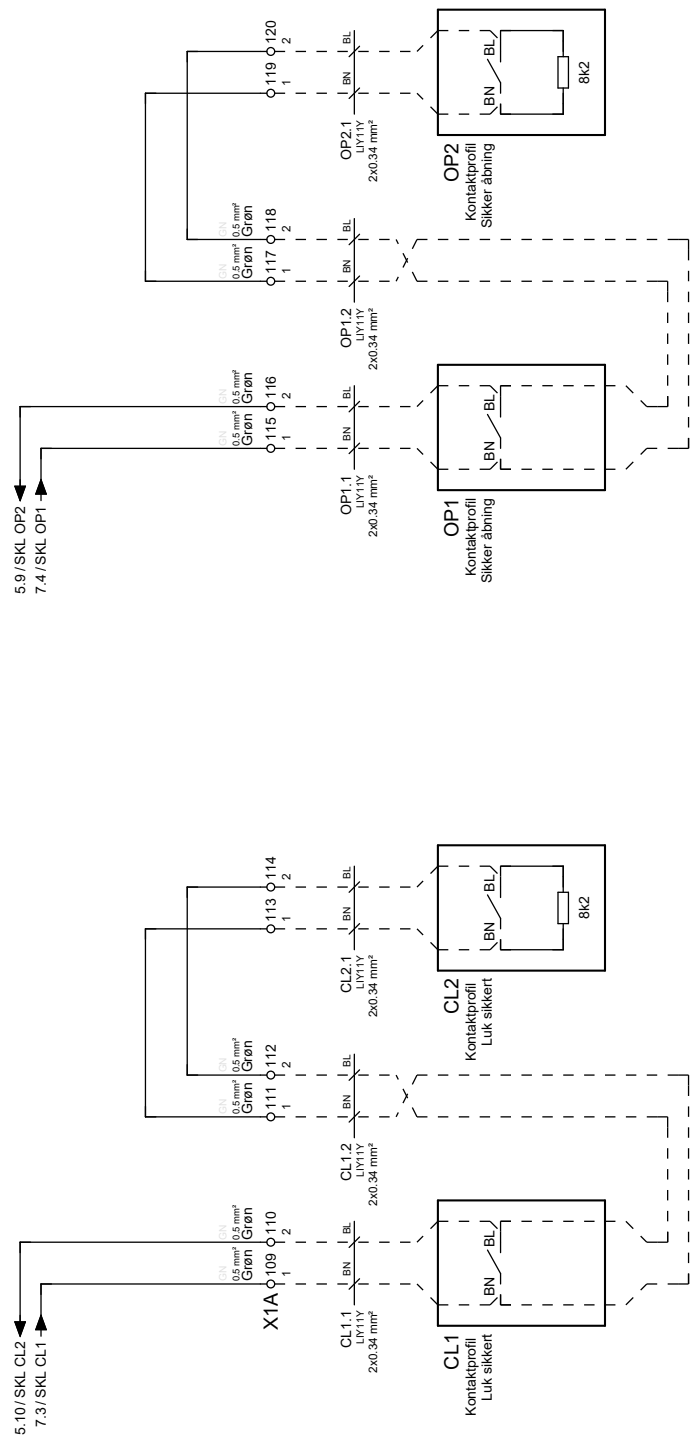 5.10 / SKL CL2
7.3 / SKL CL1
5.9 / SKL OP2
7.4 / SKL OP1
GN
0.5 mm²
Grøn
GN
0.5 mm²
Grøn
GN
0.5 mm²
Grøn
GN
0.5 mm²
Grøn
GN
0.5 mm²
Grøn
GN
0.5 mm²
Grøn
GN
0.5 mm²
Grøn
GN
0.5 mm²
Grøn
X1A
109
110
111
112
113
114
115
116
117
118
119
120
1
2
1
2
1
2
1
2
1
2
1
2
CL1.1
LIY11Y
2x0.34 mm²
BN
BL
CL1.2
LIY11Y
2x0.34 mm²
BN
BL
CL2.1
LIY11Y
2x0.34 mm²
BN
BL
OP1.1
LIY11Y
2x0.34 mm²
BN
BL
OP1.2
LIY11Y
2x0.34 mm²
BN
BL
OP2.1
LIY11Y
2x0.34 mm²
BN
BL
CL1
Kontaktprofil
Luk sikkert
BN
BL
CL2
Kontaktprofil
Luk sikkert
BN
BL
8k2
OP1
Kontaktprofil
Sikker åbning
BN
BL
OP2
Kontaktprofil
Sikker åbning
BN
BL
8k2